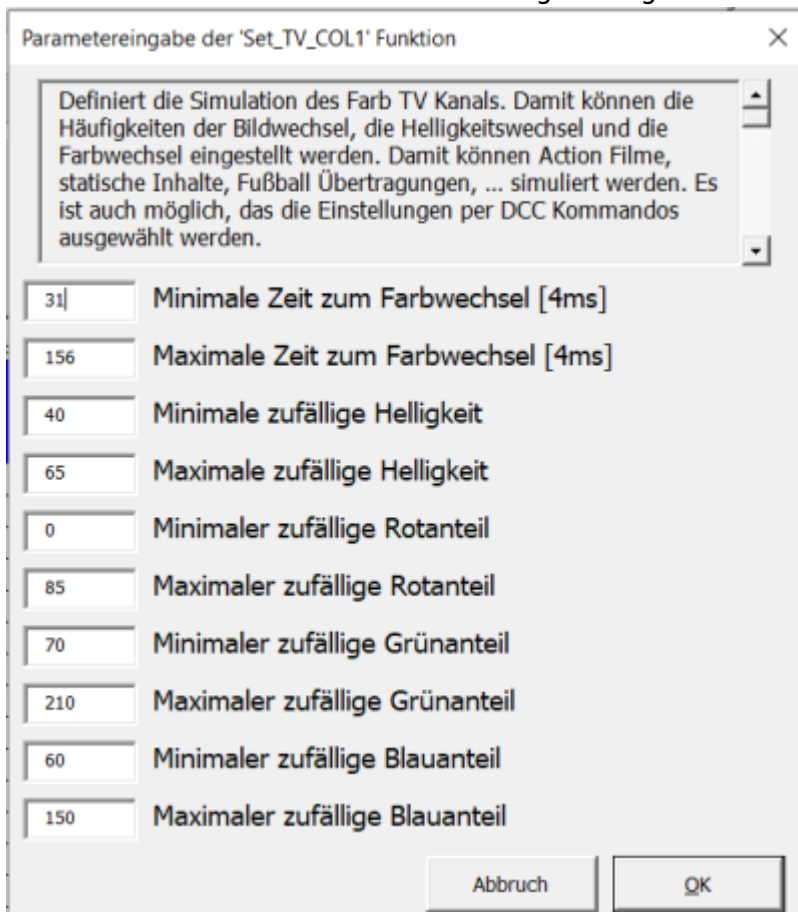 Parametereingabe der 'Set_TV_COL1' Funktion
Definiert die Simulation des Farb TV Kanals. Damit können die
Häufigkeiten der Bildwechsel, die Helligkeitswechsel und die
Farbwechsel eingestellt werden. Damit können Action Filme,
statische Inhalte, Fußball Übertragungen, ... simuliert werden. Es
ist auch möglich, das die Einstellungen per DCC Kommandos
ausgewählt werden.
31 Minimale Zeit zum Farbwechsel [4ms]
156 Maximale Zeit zum Farbwechsel [4ms]
40 Minimale zufällige Helligkeit
65 Maximale zufällige Helligkeit
0 Minimaler zufällige Rotanteil
85 Maximaler zufällige Rotanteil
70 Minimaler zufällige Grünanteil
210 Maximaler zufällige Grünanteil
60 Minimaler zufällige Blauanteil
150 Maximaler zufällige Blauanteil
Abbruch OK